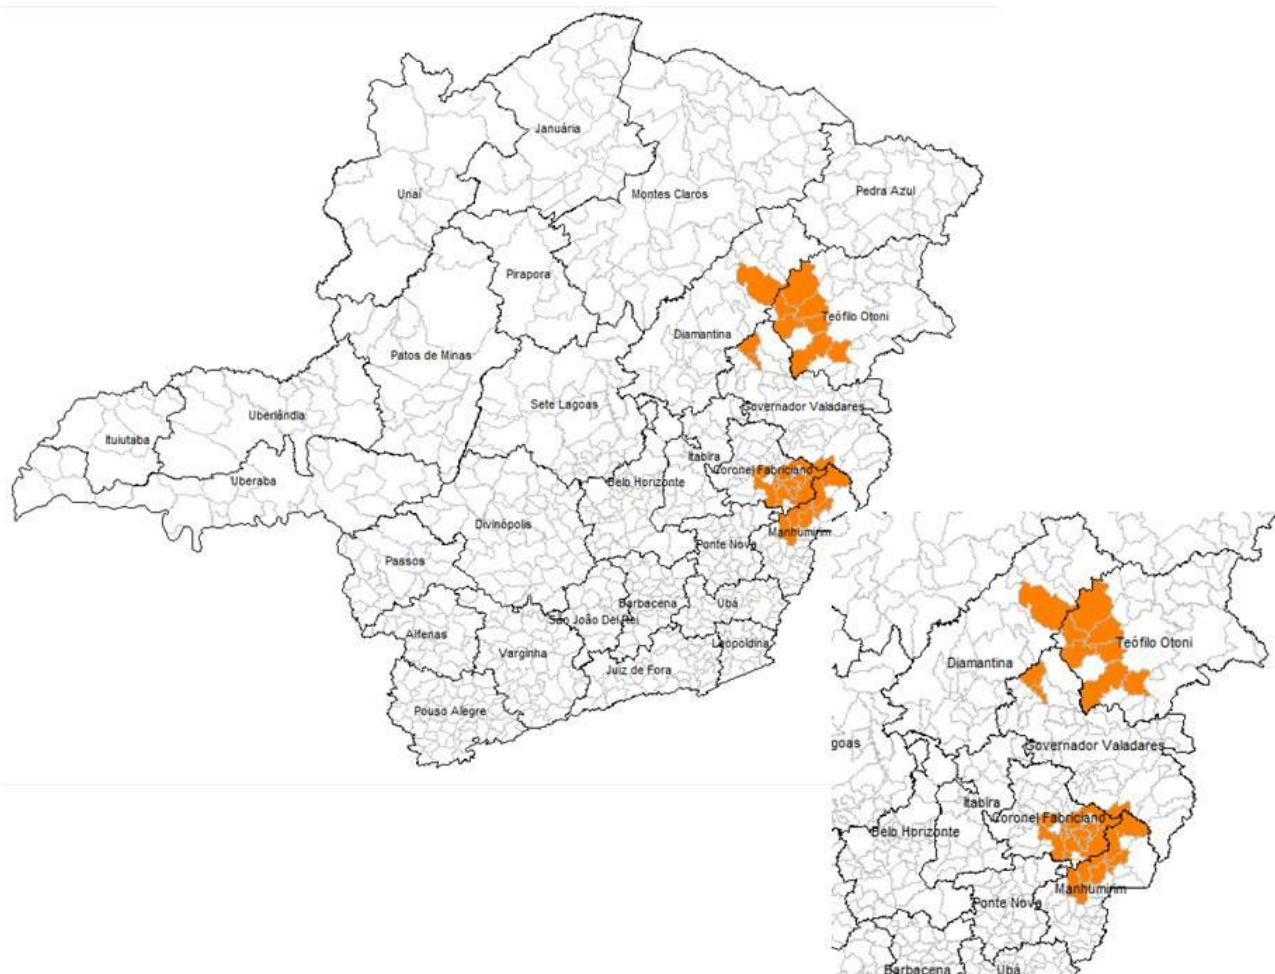 Januária
Unaí
Montes Claros
Pedra Azul
Pirapora
Teófilo Otoni
Diamantina
Patos de Minas
Sete Lagoas
Governador Valadares
Uberlândia
Ituiutaba
Itabira
Coronel Fabriciano
Uberaba
Belo Horizonte
Divinópolis
Manhumirim
Ponte Nova
Passos
Barbacena
Ubá
São João Del Rei
Alfenas
Leopoldina
Varginha
Juiz de Fora
Pouso Alegre
Teófilo Otoni
Diamantina
goas
Governador Valadares
Itabira
Coronel Fabriciano
Belo Horizonte
Manhumirim
Ponte Nova
Barbacena
Ubá